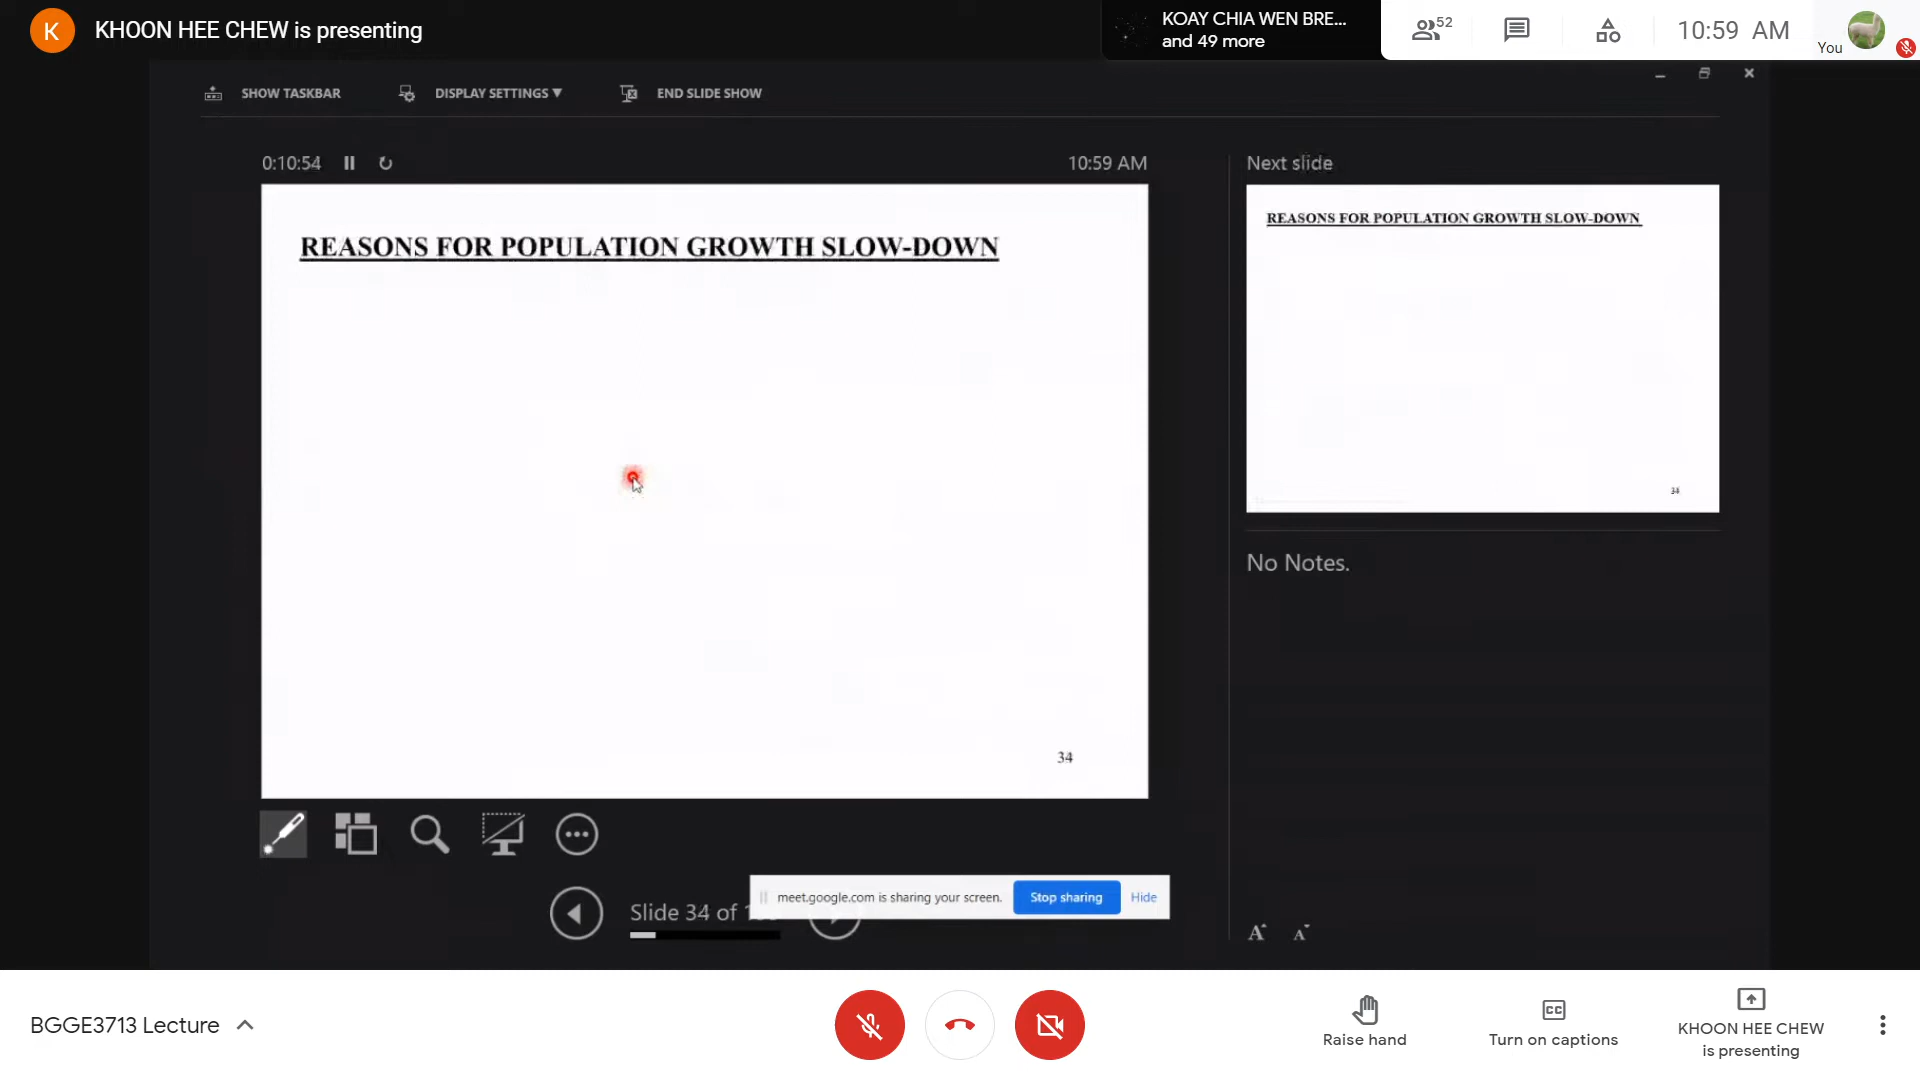 K
KHOON HEE CHEW is presenting
KOAY CHIA WEN BRE...
and 49 more
52
10:59 AM
You
SHOW TASKBAR
DISPLAY SETTINGS ▼
END SLIDE SHOW
0:10:54
10:59 AM
Next slide
REASONS FOR POPULATION GROWTH SLOW-DOWN
34
REASONS FOR POPULATION GROWTH SLOW-DOWN
34
No Notes.
Slide 34 of
meet.google.com is sharing your screen.
Stop sharing
Hide
A A
BGGE3713 Lecture
Raise hand
CC
Turn on captions
KHOON HEE CHEW
is presenting